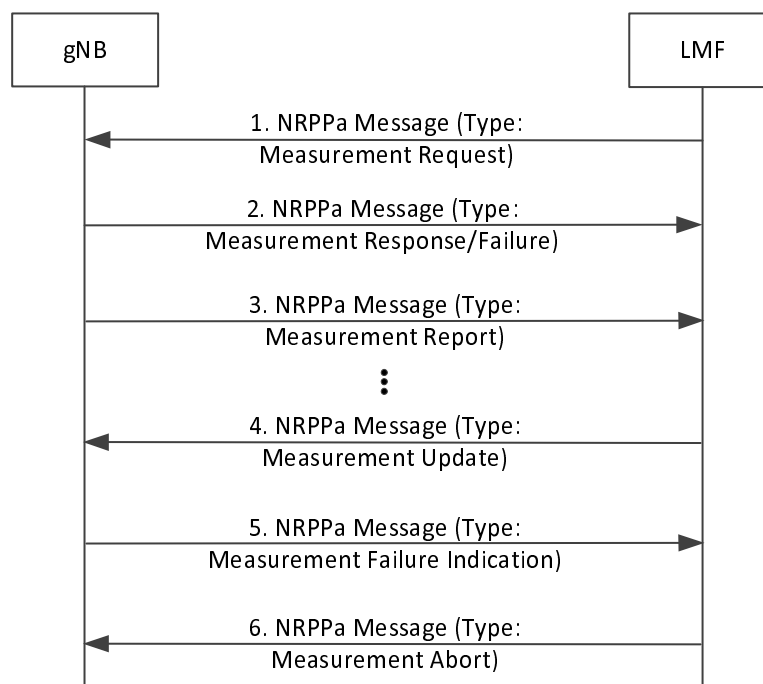 gNB
LMF
1. NRPPa Message (Type:
Measurement Request)
2. NRPPa Message (Type:
Measurement Response/Failure)
3. NRPPa Message (Type:
Measurement Report)
4. NRPPa Message (Type:
Measurement Update)
5. NRPPa Message (Type:
Measurement Failure Indication)
6. NRPPa Message (Type:
Measurement Abort)